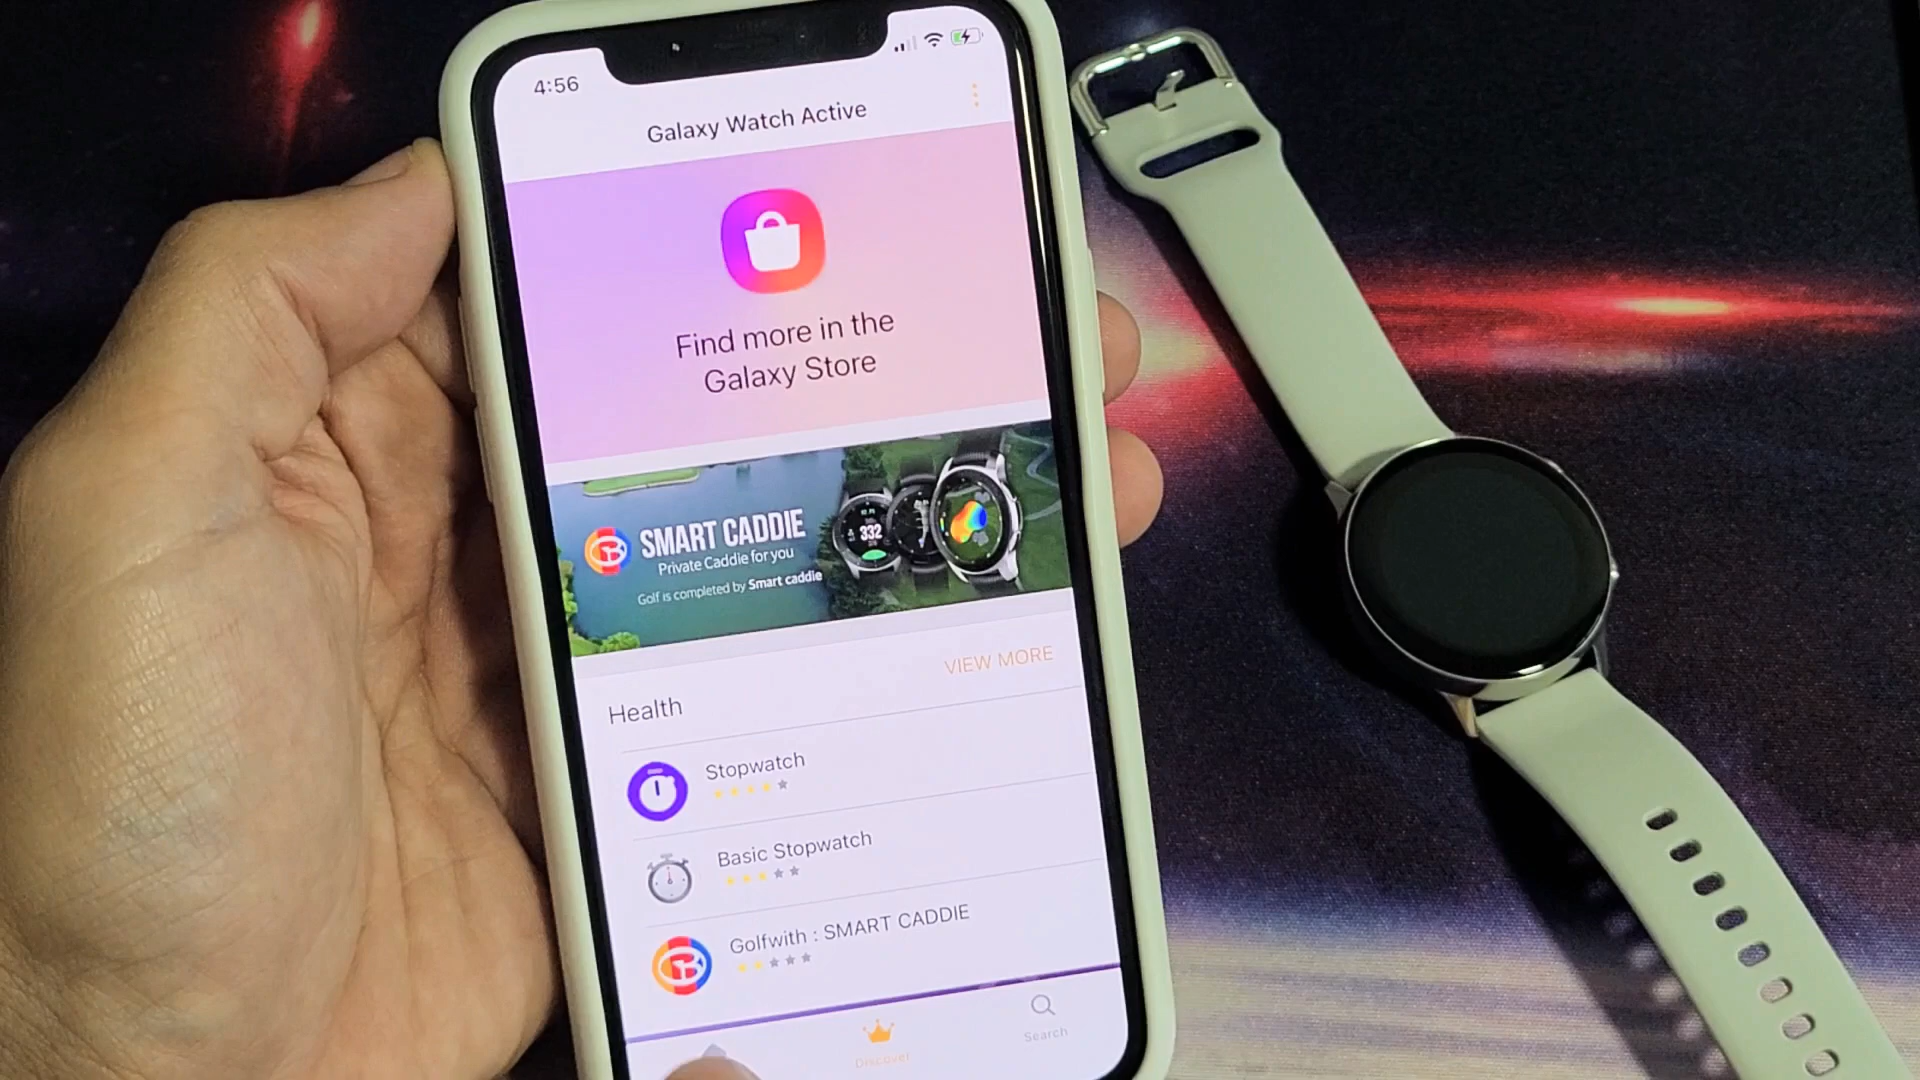 4:56
Galaxy Watch Active
Find more in the
Galaxy Store
SMART CADDIE
Private Caddie for you
Golf is completed by Smart caddie
332
VIEW MORE
Health
Stopwatch
Basic Stopwatch
Golfwith : SMART CADDIE
Discover
Search